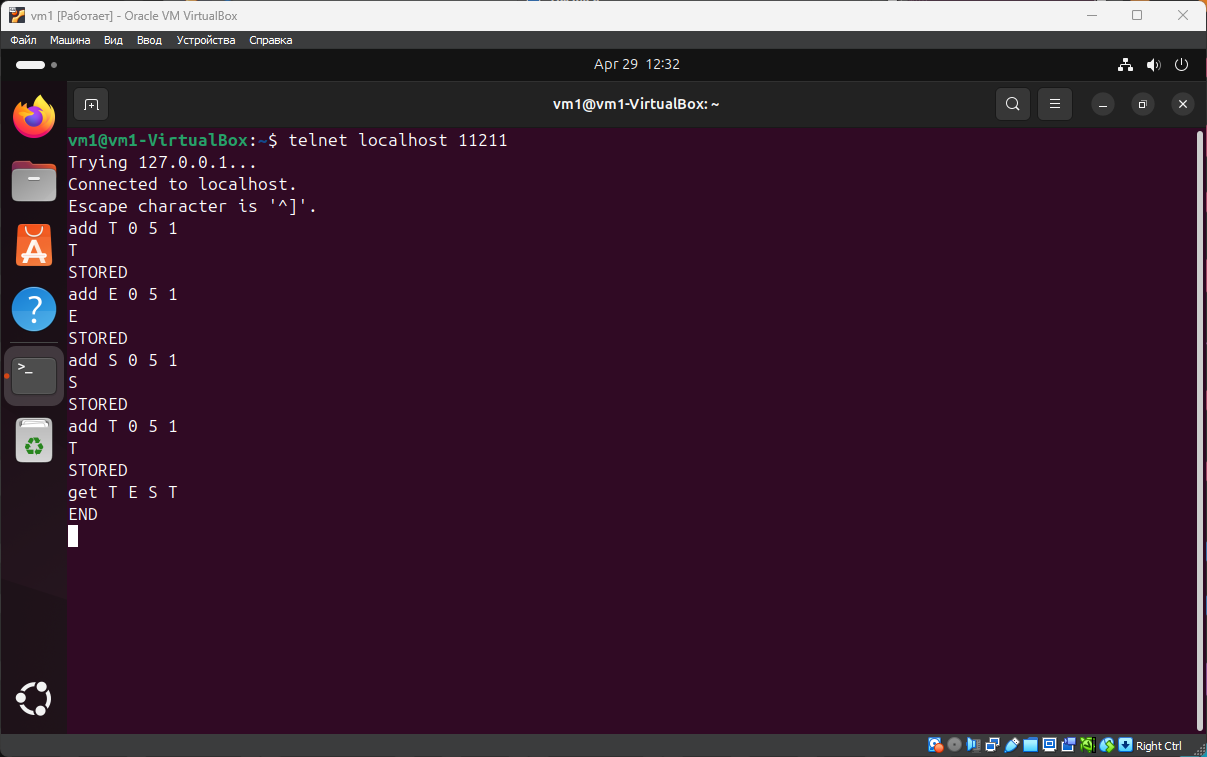 vm1 [Работает] - Oracle VM VirtualBox
Файл Машина Вид Ввод Устройства Справка
Apr 29 12:32
vm1@vm1-VirtualBox: ~
vm1@vm1-VirtualBox:~$ telnet localhost 11211
Trying 127.0.0.1...
Connected to localhost.
Escape character is '^]'.
add T 0 5 1
T
STORED
add E 0 5 1
E
STORED
add S 0 5 1
S
STORED
add T 0 5 1
T
STORED
get T E S T
END
Right Ctrl